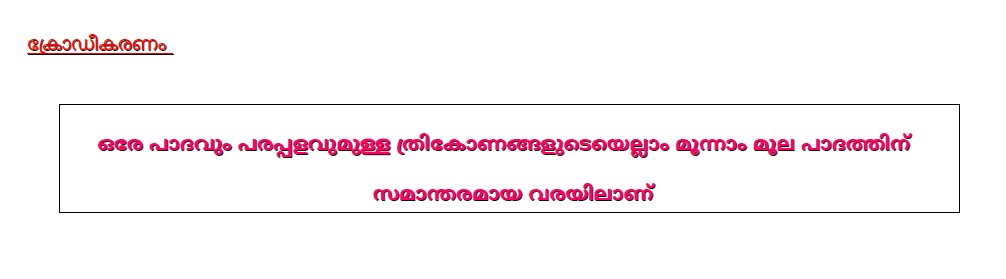 ക്രോഡീകരണം
ഒരേ പാദവും പരപ്പളവുമുള്ള ത്രികോണങ്ങളുടെയെല്ലാം മൂന്നാം മൂല പാദത്തിന്
സമാന്തരമായ വരയിലാണ്